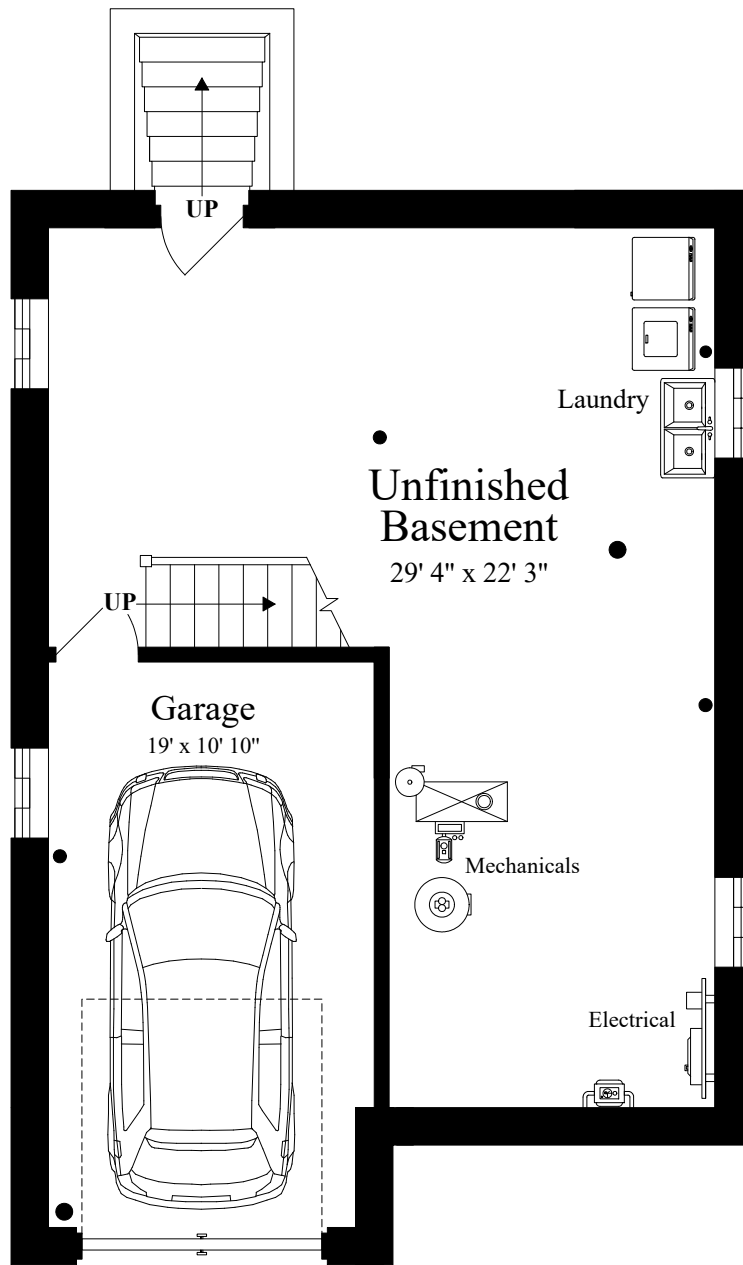 UP
Laundry
Unfinished
Basement
29' 4" x 22' 3"
UP
Garage
19' x 10' 10"
Mechanicals
Electrical